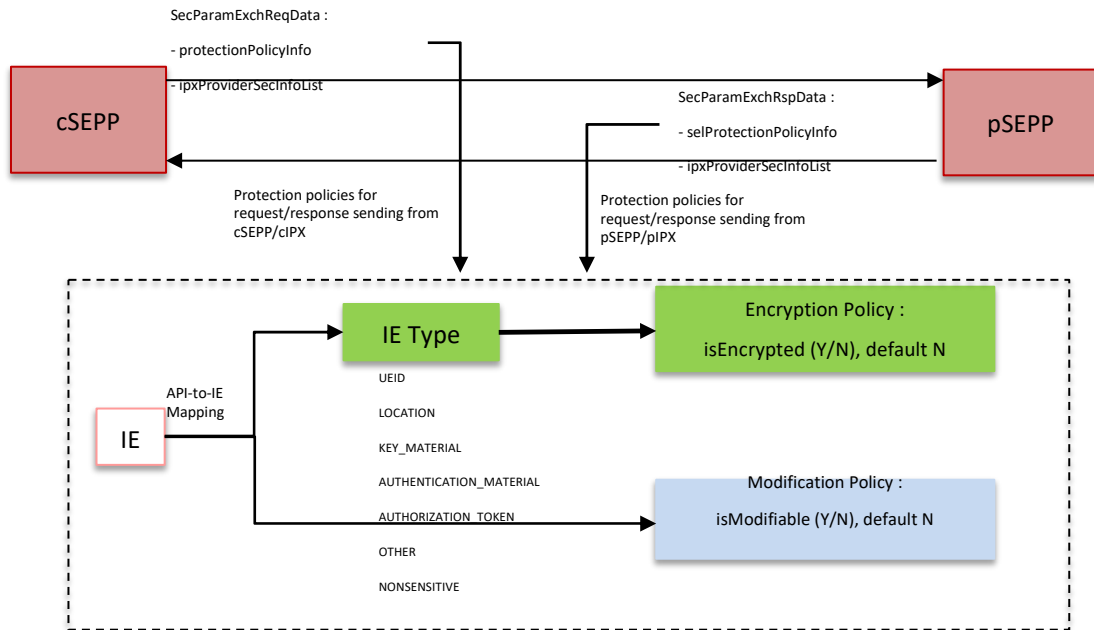 SecParamExchReqData :
- protectionPolicyInfo
- ipxProviderSecInfoList
cSEPP
SecParamExchRspData :
- selProtectionPolicyInfo
- ipxProviderSecInfoList
pSEPP
Protection policies for
request/response sending from
cSEPP/cIPX
Protection policies for
request/response sending from
pSEPP/pIPX
IE Type
Encryption Policy :
isEncrypted (Y/N), default N
API-to-IE
Mapping
IE
UEID
LOCATION
KEY_MATERIAL
AUTHENTICATION_MATERIAL
AUTHORIZATION_TOKEN
OTHER
NONSENSITIVE
Modification Policy :
isModifiable (Y/N), default N